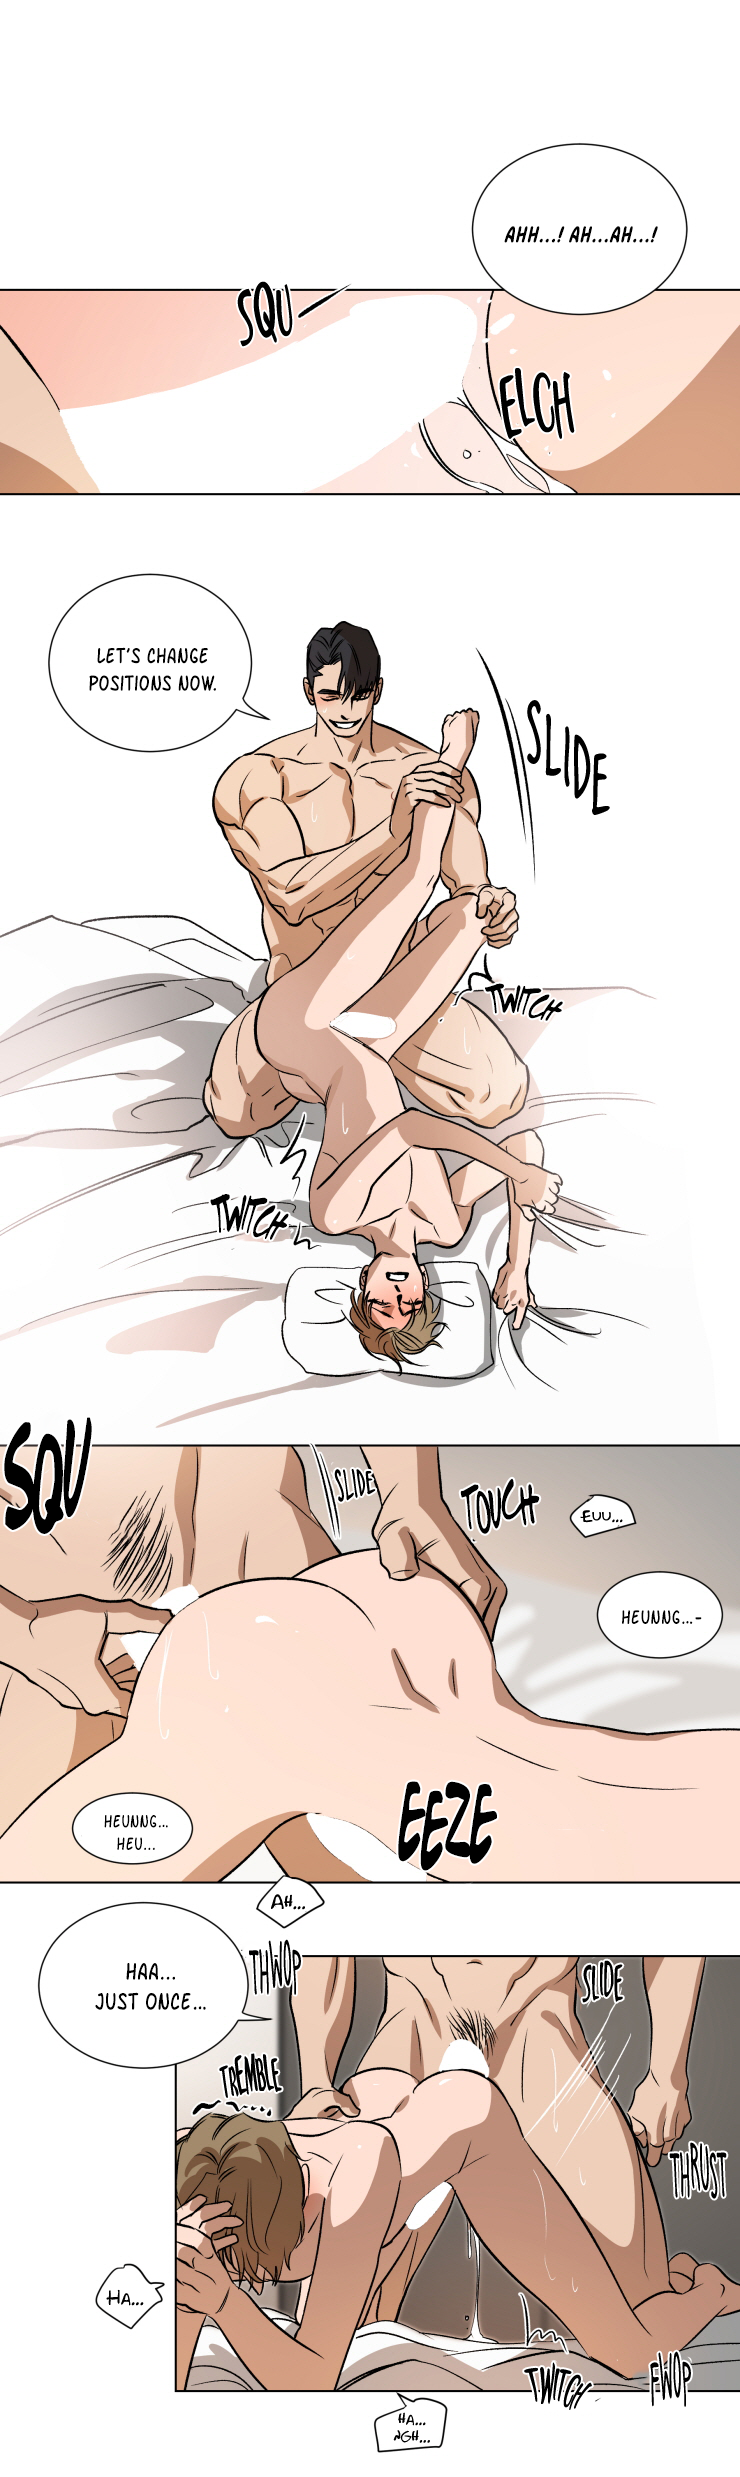 AHH...! AH...AH...!
SQU
ELCH
LET'S CHANGE
POSITIONS NOW.
SLIDE
TWITCH
TWITCH
SQU
SLIDE
TOUCH
EUU...
HEUNNG...-
HEUNNG...
HEU...
EEZE
AH...
HAA...
JUST ONCE...
THWOP
SLIDE
TREMBLE
THRUST
HA...
TWITCH
FWOP
HA...
NGH...